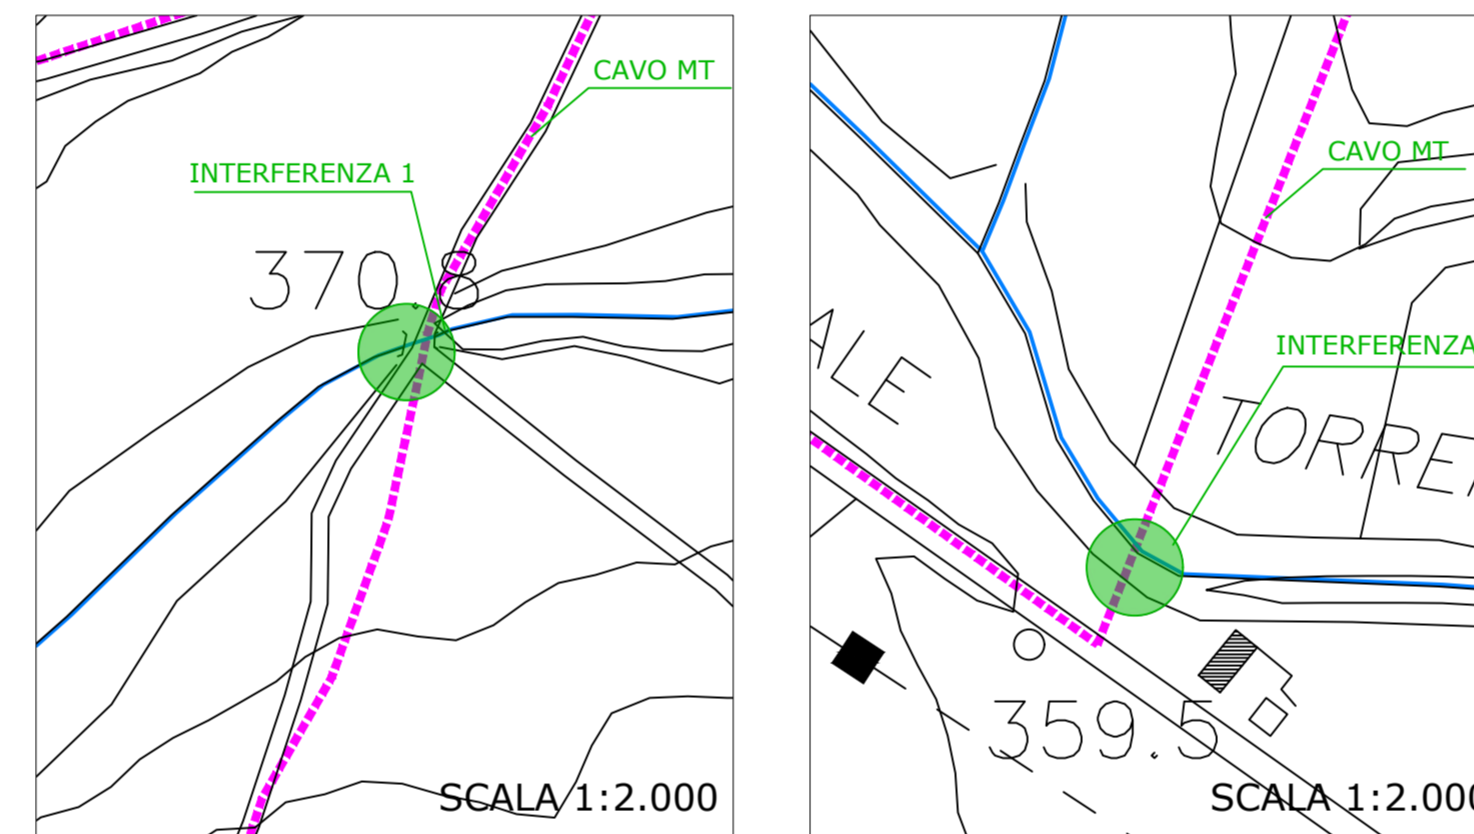 CAVO MT
INTERFERENZA 1
370.8
SCALA 1:2.000
CAVO MT
INTERFERENZA
ALE
TORRE
359.5
SCALA 1:2.000